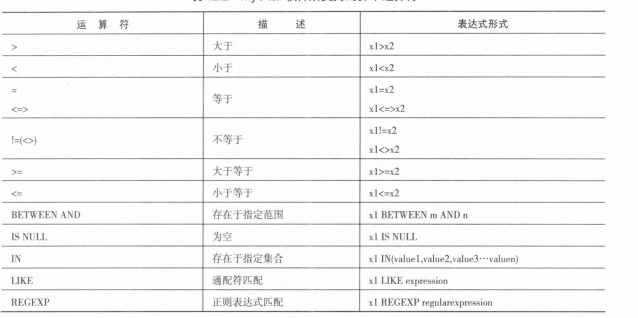 运 算 符 描 述 表达式形式
> 大于 x1>x2
< 小于 x1<x2
= x1=x2
等于
<=> x1<=>x2
!=(<>) 不等于 x1!=x2
x1<>x2
>= 大于等于 x1>=x2
<= 小于等于 x1<=x2
BETWEEN AND 存在于指定范围 x1 BETWEEN m AND n
IS NULL 为空 x1 IS NULL
IN 存在于指定集合 x1 IN(value1,value2,value3…valuen)
LIKE 通配符匹配 x1 LIKE expression
REGEXP 正则表达式匹配 x1 REGEXP regularexpression